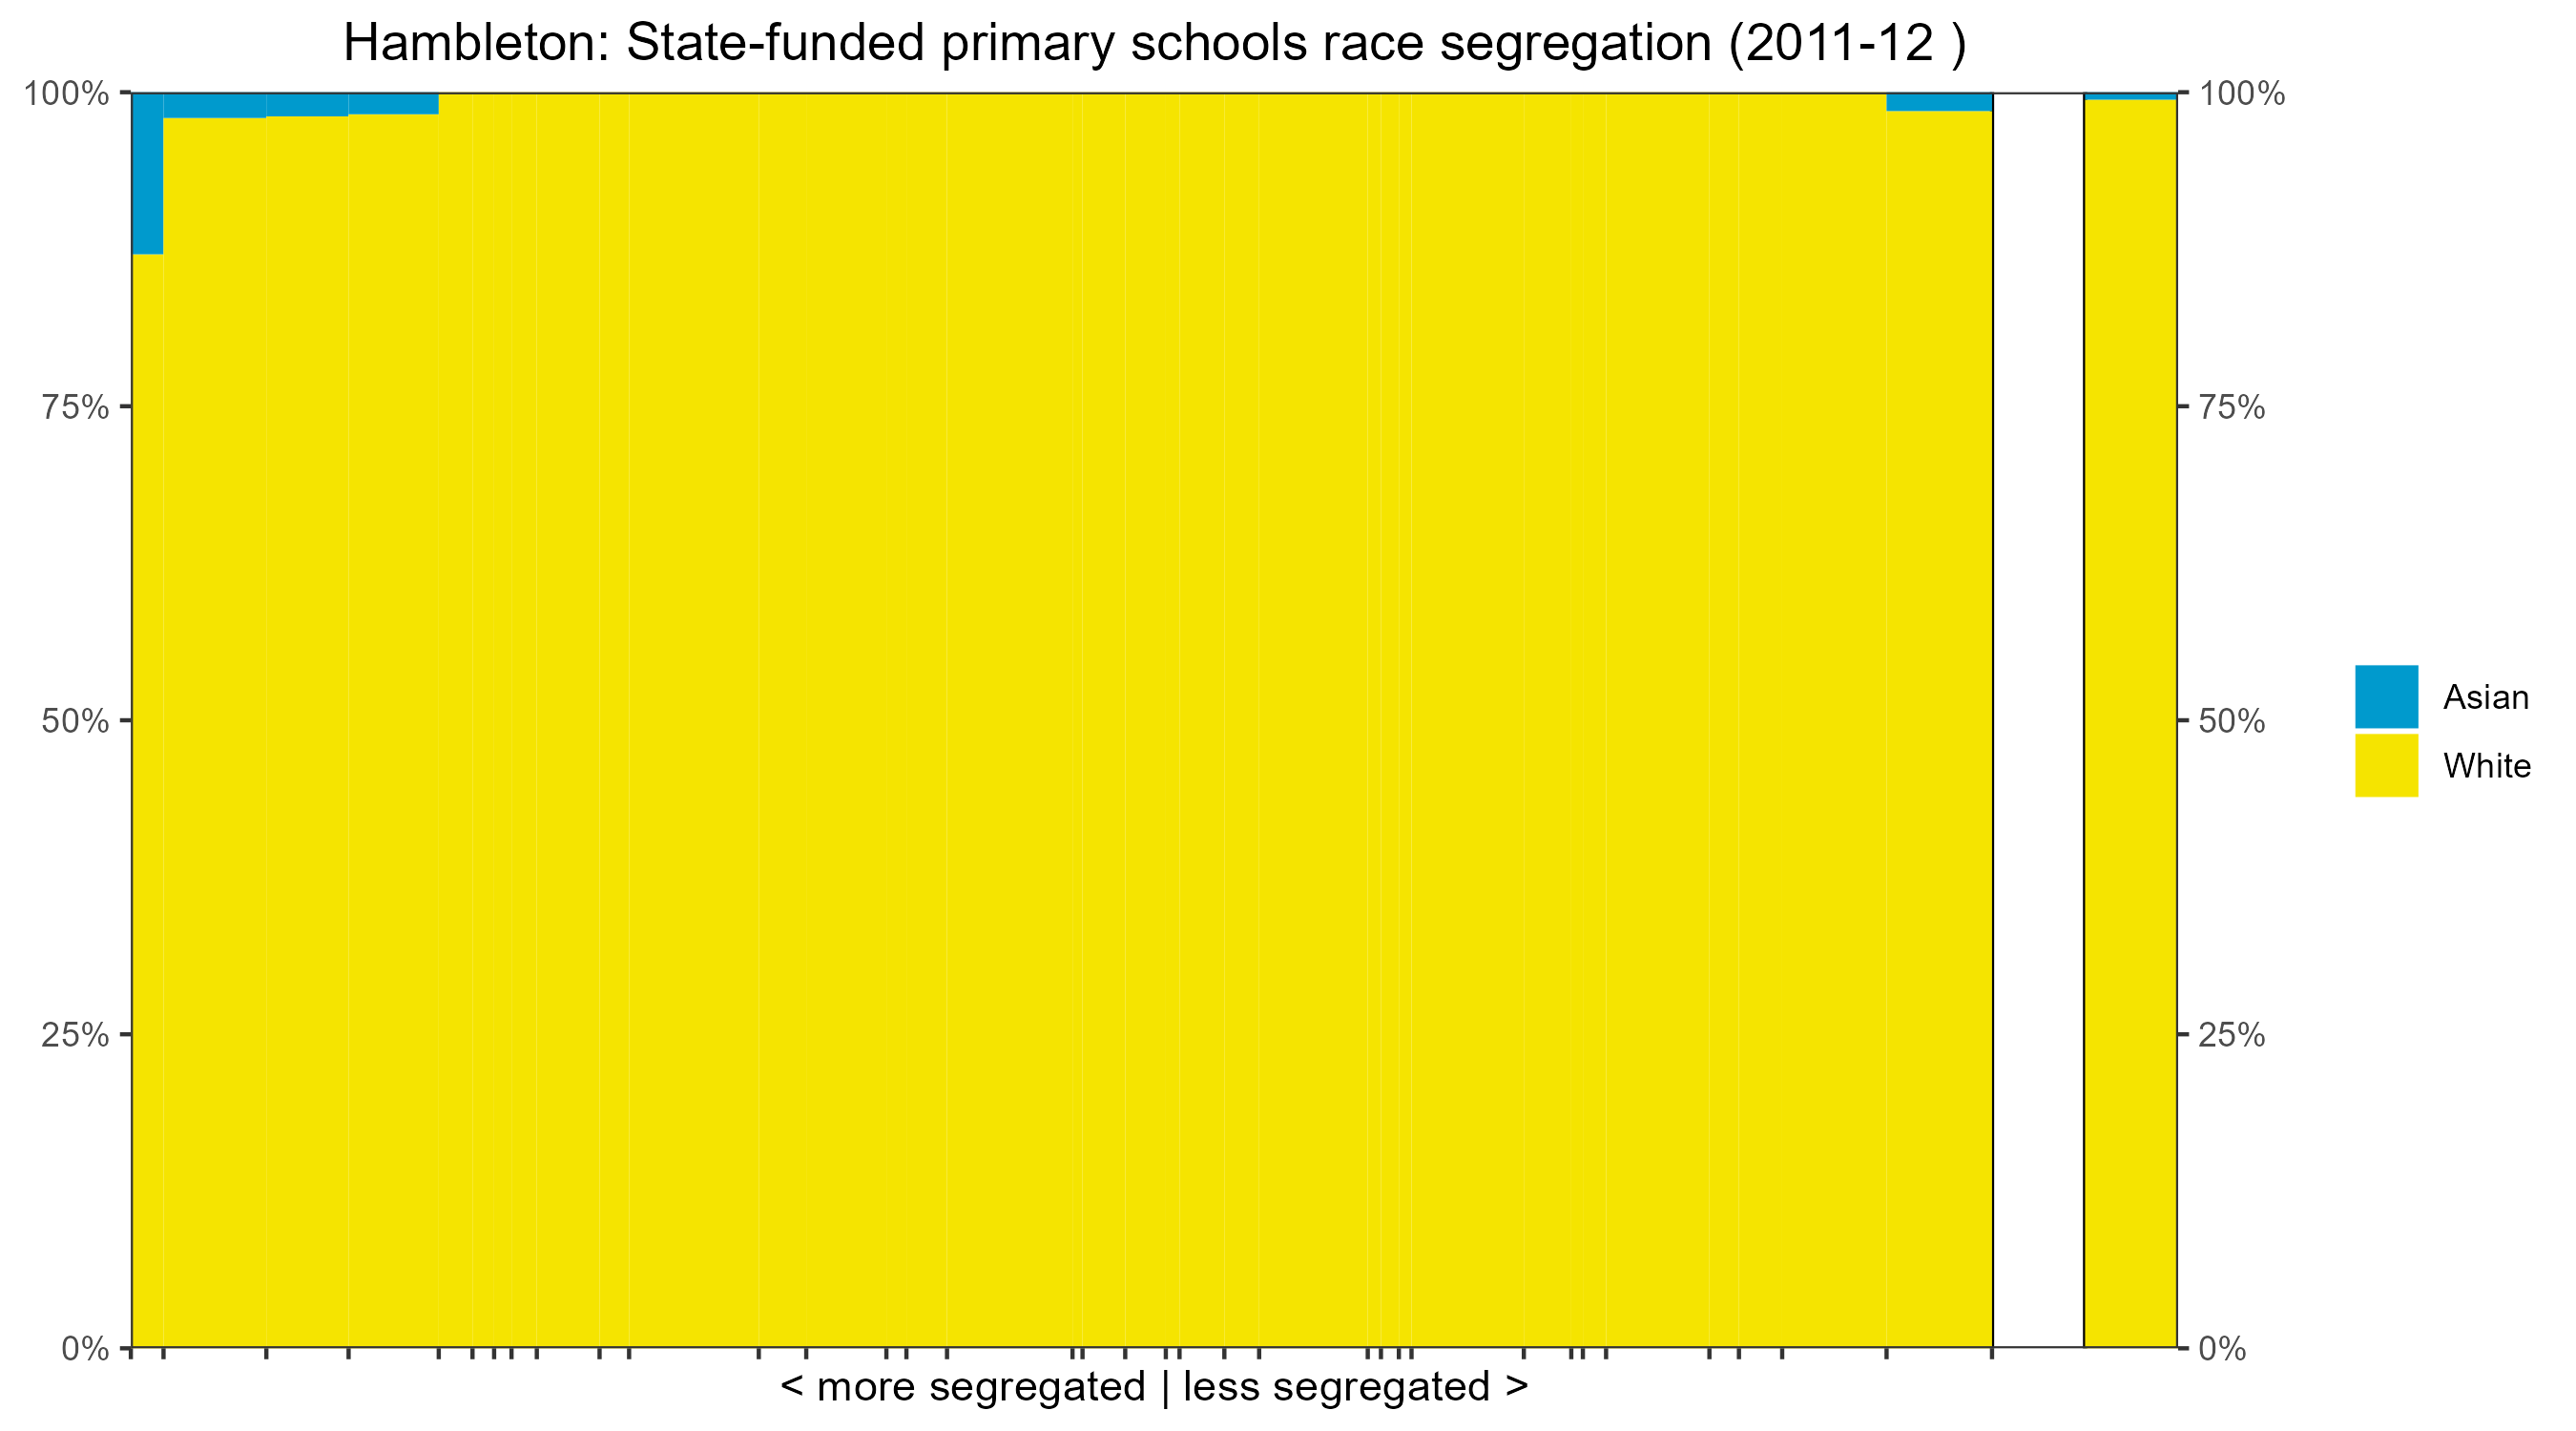 Hambleton: State-funded primary schools race segregation (2011-12 )
100%
75%
50%
25%
0%
100%
75%
50%
25%
0%
Asian
White
< more segregated | less segregated >